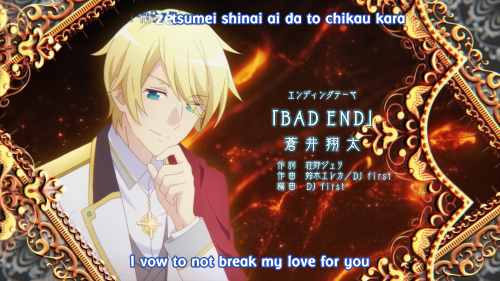 Zetsumei shinai ai da to chikau kara
エンディングテーマ
「BAD END」
蒼井翔太
作詞 荘野ジュリ
作曲 鈴木エレカ/DJ first
編曲 DJ first
I vow to not break my love for you